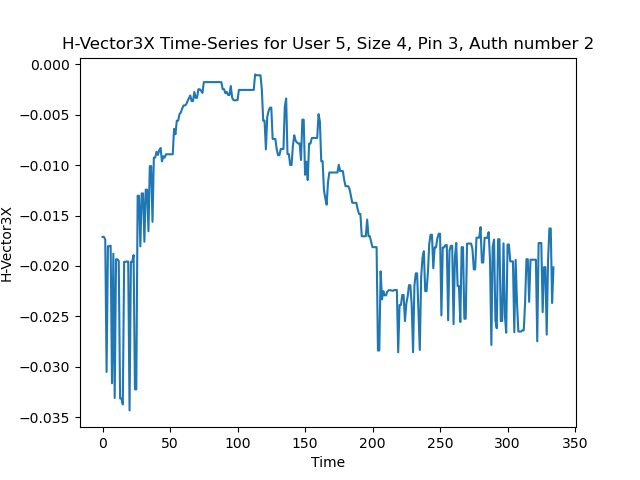 H-Vector3X Time-Series for User 5, Size 4, Pin 3, Auth number 2
0.000
−0.005
−0.010
−0.015
−0.020
−0.025
−0.030
−0.035
H-Vector3X
0 50 100 150 200 250 300 350
Time